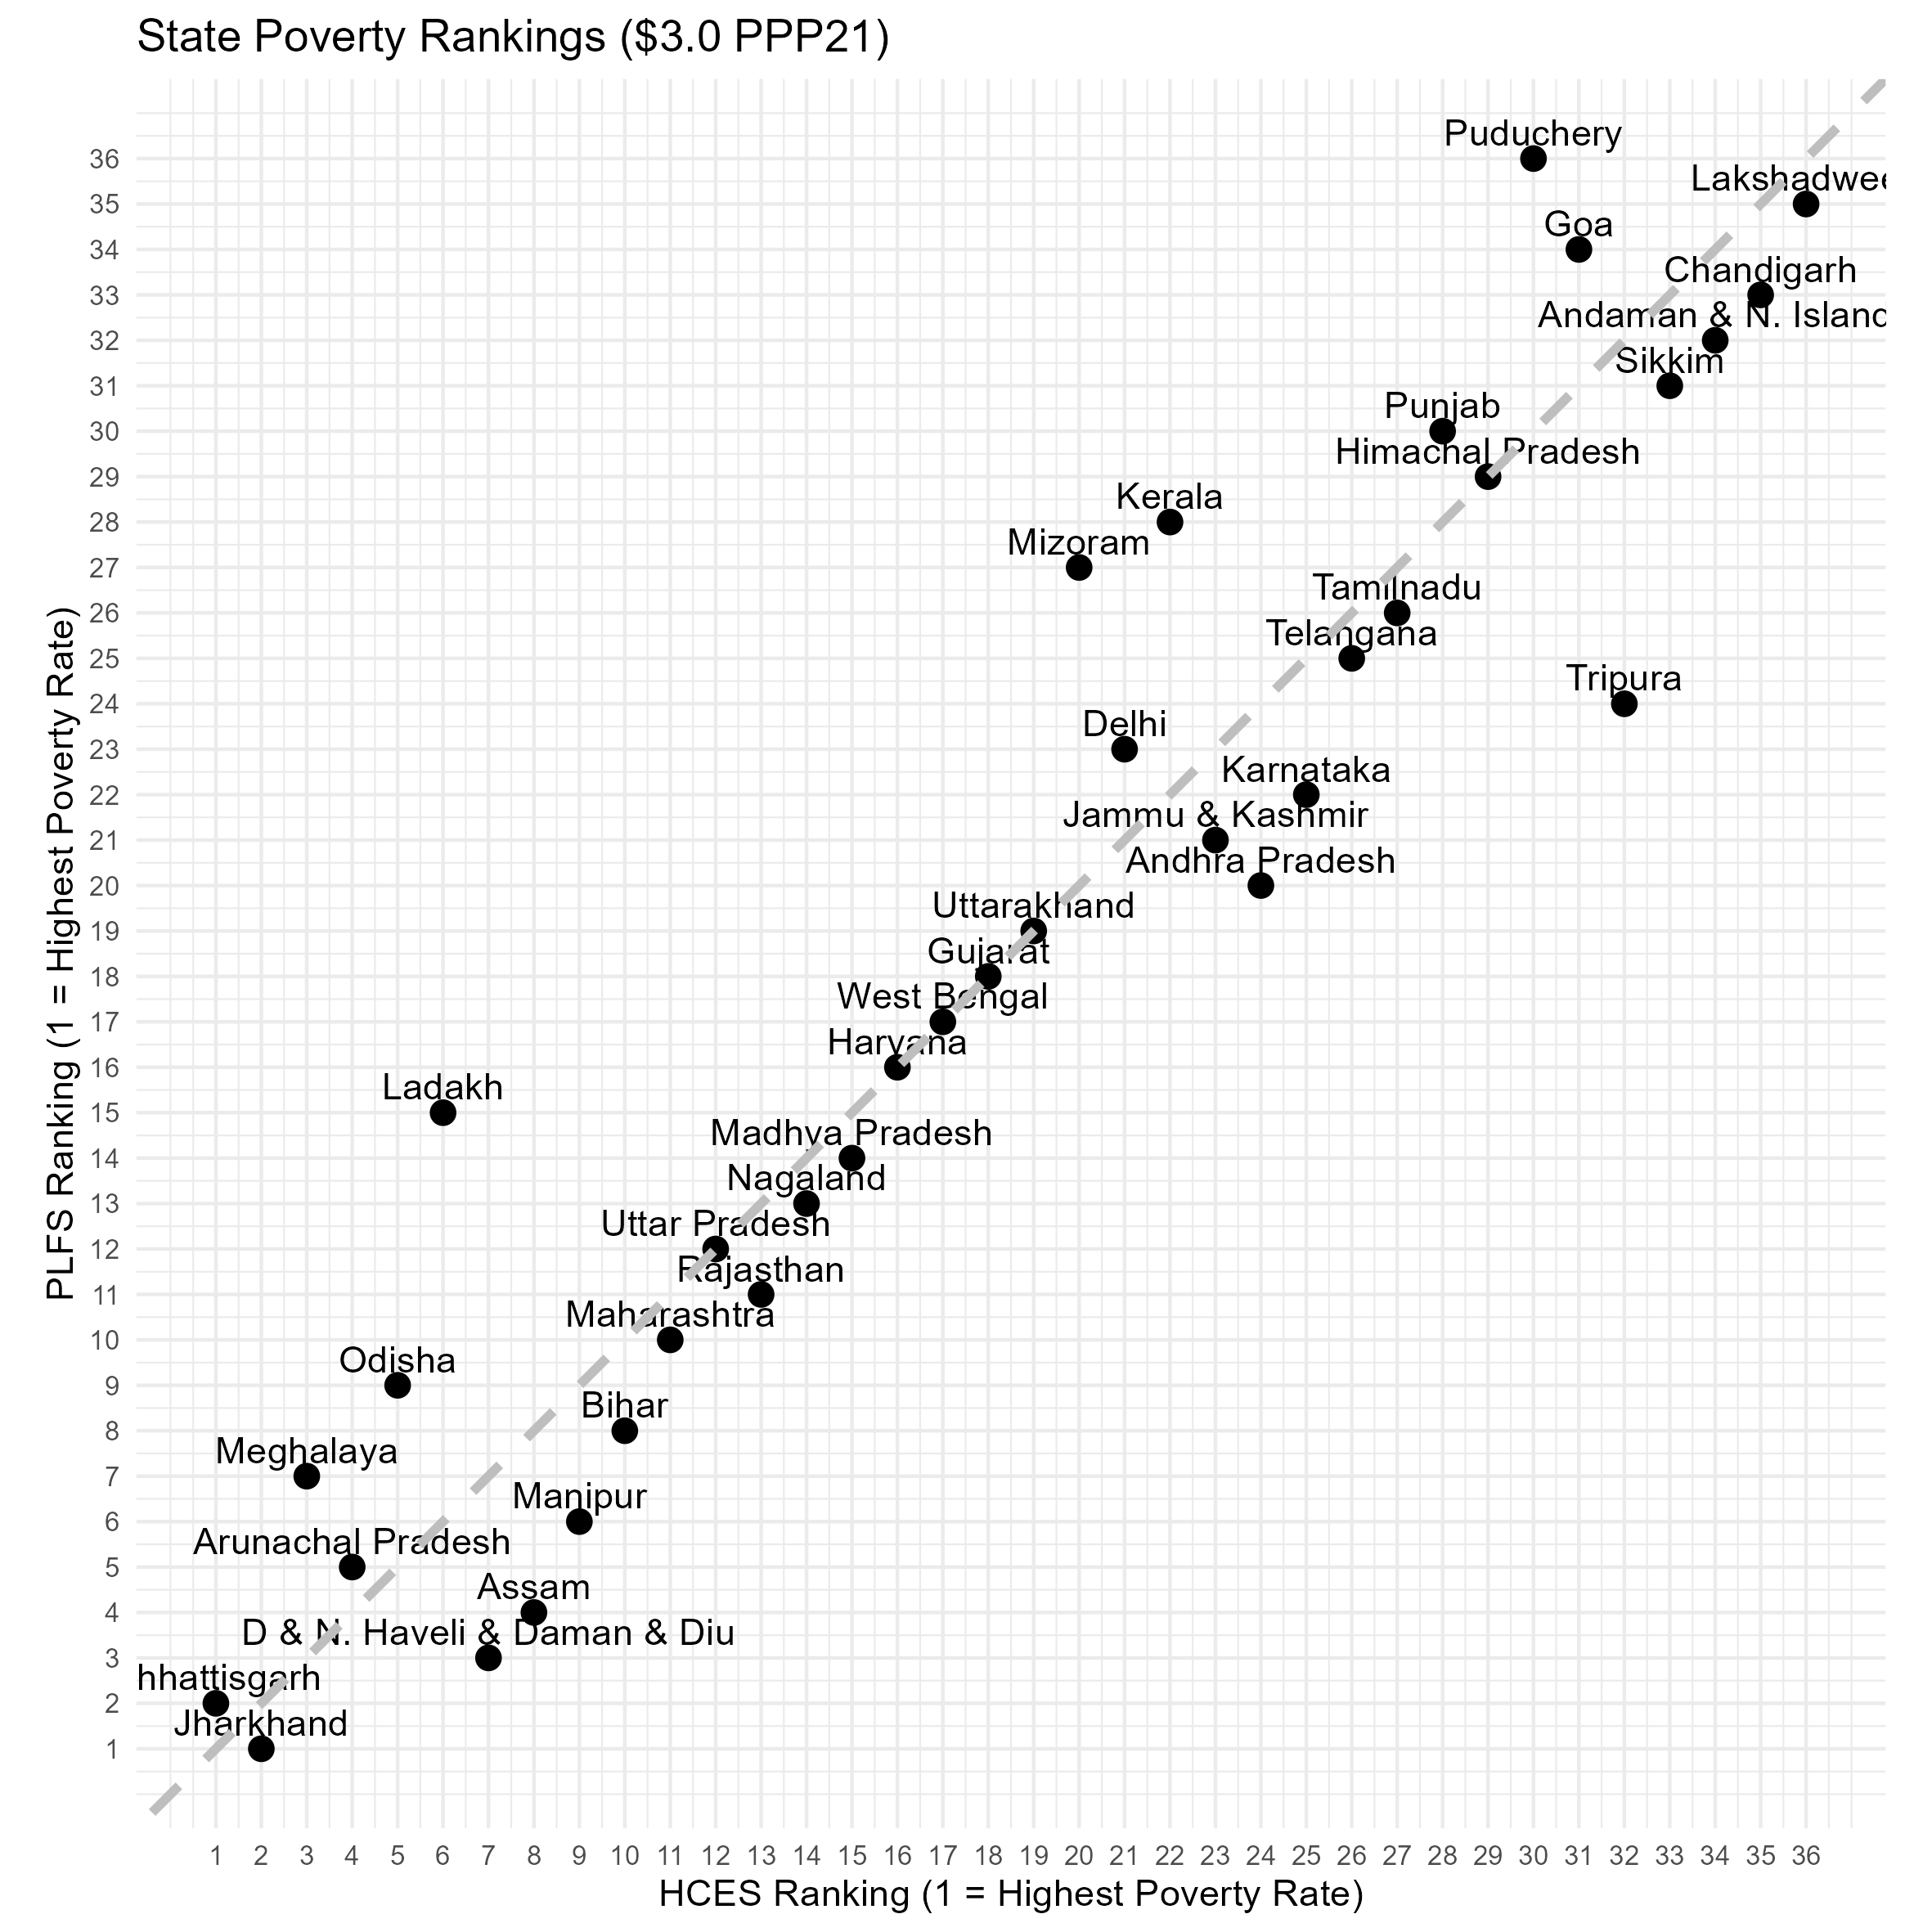 State Poverty Rankings ($3.0 PPP21)
PLFS Ranking (1 = Highest Poverty Rate)
36
35
34
33
32
31
30
29
28
27
26
25
24
23
22
21
20
19
18
17
16
15
14
13
12
11
10
9
8
7
6
5
4
3
2
1
Puduchery
Lakshadwee
Goa
Chandigarh
Andaman & N. Island
Sikkim
Punjab
Himachal Pradesh
Kerala
Mizoram
Tamilnadu
Telangana
Tripura
Delhi
Karnataka
Jammu & Kashmir
Andhra Pradesh
Uttarakhand
Gujarat
West Bengal
Haryana
Ladakh
Madhya Pradesh
Nagaland
Uttar Pradesh
Rajasthan
Maharashtra
Odisha
Bihar
Meghalaya
Manipur
Arunachal Pradesh
Assam
D & N. Haveli & Daman & Diu
hhattisgarh
Jharkhand
1 2 3 4 5 6 7 8 9 10 11 12 13 14 15 16 17 18 19 20 21 22 23 24 25 26 27 28 29 30 31 32 33 34 35 36
HCES Ranking (1 = Highest Poverty Rate)